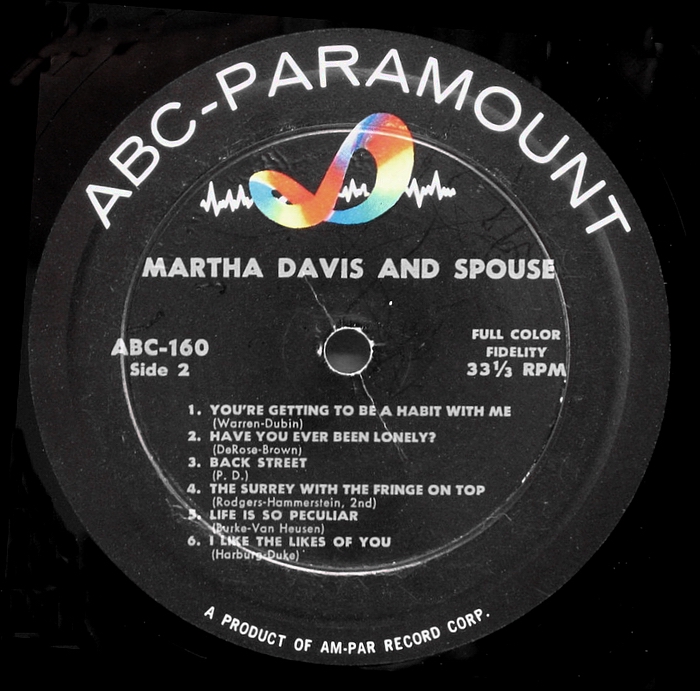 ABC-PARAMOUNT
MARTHA DAVIS AND SPOUSE
ABC-160
Side 2
FULL COLOR
FIDELITY
33⅓ RPM
1. YOU'RE GETTING TO BE A HABIT WITH ME
(Warren-Dubin)
2. HAVE YOU EVER BEEN LONELY?
(DeRose-Brown)
3. BACK STREET
(P. D.)
4. THE SURREY WITH THE FRINGE ON TOP
(Rodgers-Hammerstein, 2nd)
5. LIFE IS SO PECULIAR
(Burke-Van Heusen)
6. I LIKE THE LIKES OF YOU
(Harburg-Duke)
A PRODUCT OF AM-PAR RECORD CORP.